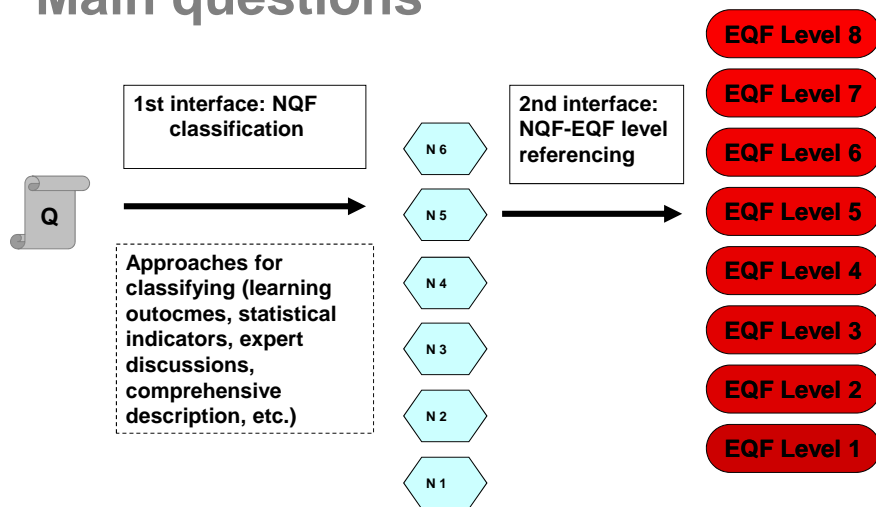 Main questions
EQF Level 8
EQF Level 7
1st interface: NQF
classification
2nd interface:
NQF-EQF level
referencing
N 6
EQF Level 6
Q
N 5
EQF Level 5
Approaches for
classifying (learning
outocmes, statistical
indicators, expert
discussions,
comprehensive
description, etc.)
N 4
EQF Level 4
N 3
EQF Level 3
N 2
EQF Level 2
EQF Level 1
N 1